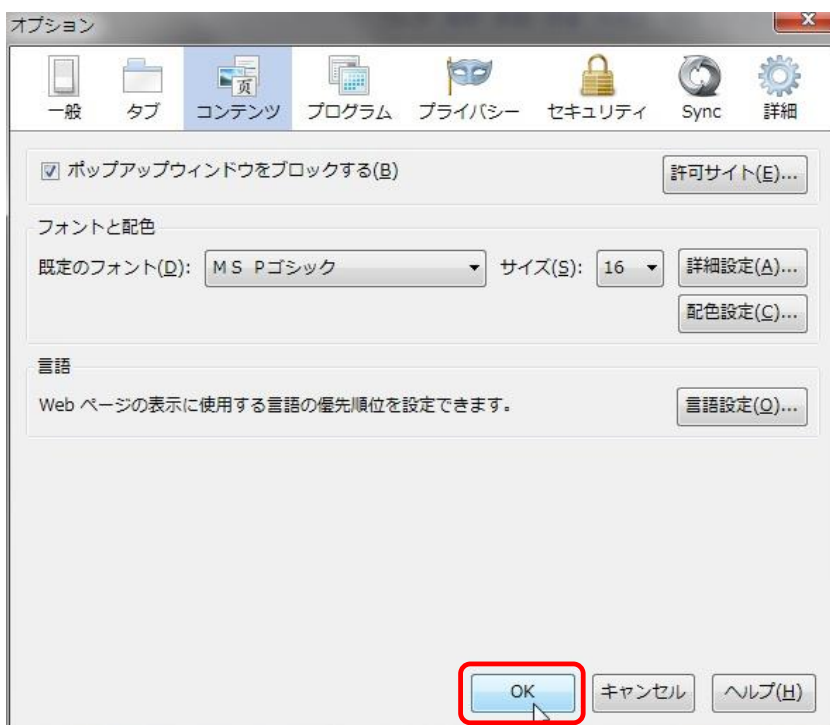 オプション
一般 タブ コンテンツ プログラム プライバシー セキュリティ Sync 詳細
ポップアップウィンドウをブロックする(B) 許可サイト(E)...
フォントと配色
既定のフォント(D): ＭＳ Ｐゴシック サイズ(S): 16 詳細設定(A)...
配色設定(C)...
言語
Web ページの表示に使用する言語の優先順位を設定できます。 言語設定(O)...
OK キャンセル ヘルプ(H)